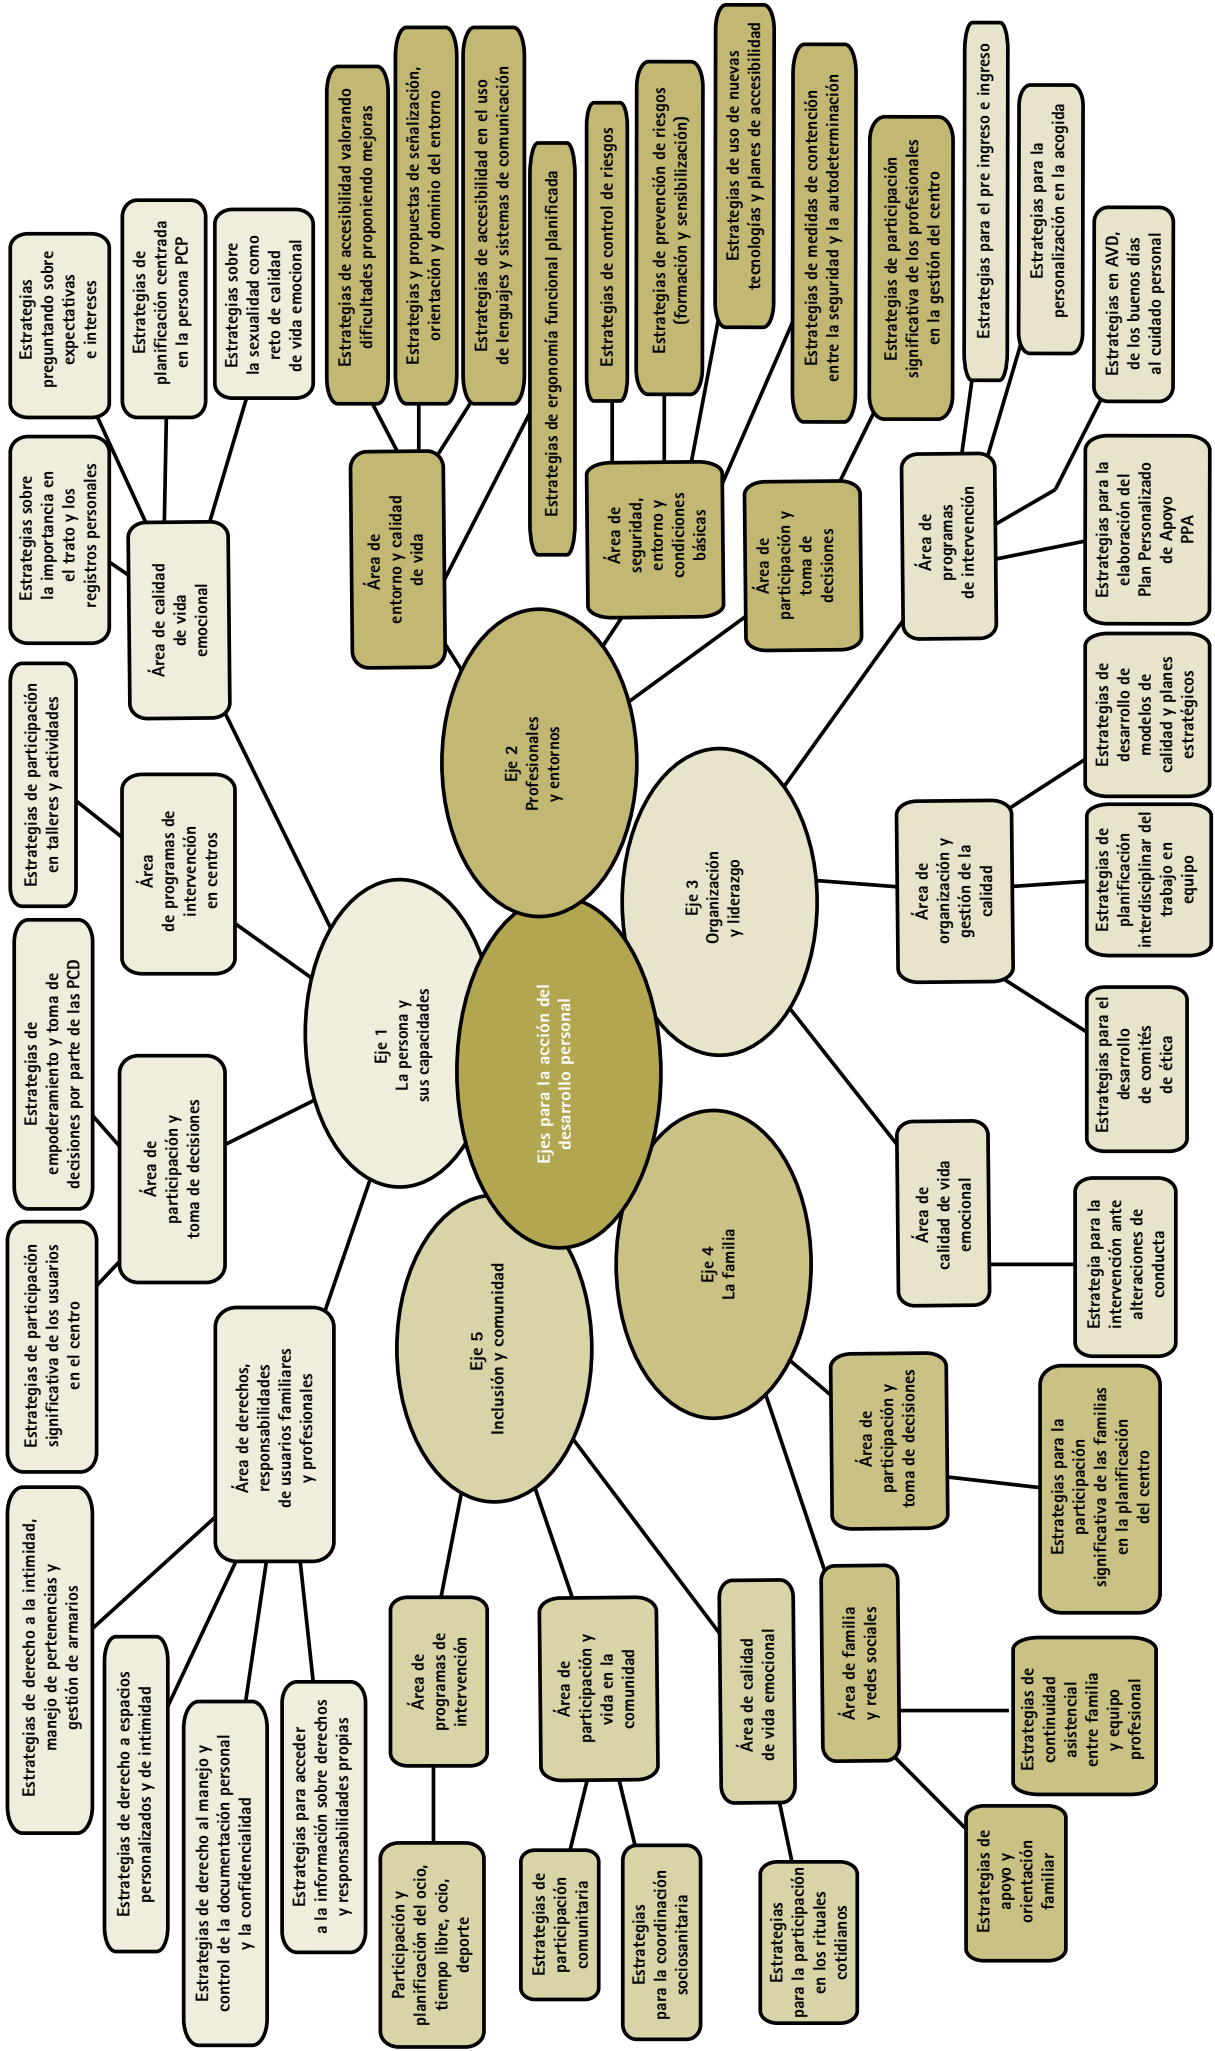 Ejes para la acción del
desarrollo personal
Eje 1
La persona y
sus capacidades
Área de derechos,
responsabilidades
de usuarios familiares
y profesionales
Estrategias de derecho a la intimidad,
manejo de pertenencias y
gestión de armarios
Estrategias de derecho a espacios
personalizados y de intimidad
Estrategias de derecho al manejo y
control de la documentación personal
y la confidencialidad
Estrategias para acceder
a la información sobre derechos
y responsabilidades propias
Área de
participación y
toma de decisiones
Estrategias de participación
significativa de los usuarios
en el centro
Estrategias de
empoderamiento y toma de
decisiones por parte de las PCD
Área
de programas de
intervención
en centros
Estrategias de participación
en talleres y actividades
Área de calidad
de vida
emocional
Estrategias sobre
la importancia en
el trato y los
registros personales
Estrategias
preguntando sobre
expectativas
e intereses
Estrategias de
planificación centrada
en la persona PCP
Estrategias sobre
la sexualidad como
reto de calidad
de vida emocional
Eje 2
Profesionales
y entornos
Área de
entorno y calidad
de vida
Estrategias de accesibilidad valorando
dificultades proponiendo mejoras
Estrategias y propuestas de señalización,
orientación y dominio del entorno
Estrategias de accesibilidad en el uso
de lenguajes y sistemas de comunicación
Estrategias de ergonomía funcional planificada
Área de
seguridad,
entorno y
condiciones
básicas
Estrategias de control de riesgos
Estrategias de prevención de riesgos
(formación y sensibilización)
Estrategias de uso de nuevas
tecnologías y planes de accesibilidad
Estrategias de medidas de contención
entre la seguridad y la autodeterminación
Área de
participación y
toma de
decisiones
Estrategias de participación
significativa de los profesionales
en la gestión del centro
Eje 3
Organización
y liderazgo
Área de
programas
de intervención
Estrategias para el pre ingreso e ingreso
Estrategias para la
personalización en la acogida
Estrategias en AVD,
de los buenos días
al cuidado personal
Estrategias para la
elaboración del
Plan Personalizado
de Apoyo
PPA
Área de
organización y
gestión de la
calidad
Estrategias de
desarrollo de
modelos de
calidad y planes
estratégicos
Estrategias de
planificación
interdisciplinar del
trabajo en
equipo
Estrategias para el
desarrollo
de comités
de ética
Área de
calidad de vida
emocional
Estrategia para la
intervención ante
alteraciones de
conducta
Eje 4
La familia
Área de
participación y
toma de decisiones
Estrategias para la
participación
significativa de las familias
en la planificación
del centro
Área de familia
y redes sociales
Estrategias de
continuidad
asistencial
entre familia
y equipo
profesional
Estrategias de
apoyo y
orientación
familiar
Eje 5
Inclusión y comunidad
Área de
programas de
intervención
Participación y
planificación del ocio,
tiempo libre, ocio,
deporte
Área de
participación y
vida en la
comunidad
Estrategias de
participación
comunitaria
Estrategias
para la coordinación
sociosanitaria
Área de calidad
de vida emocional
Estrategias
para la participación
en los rituales
cotidianos